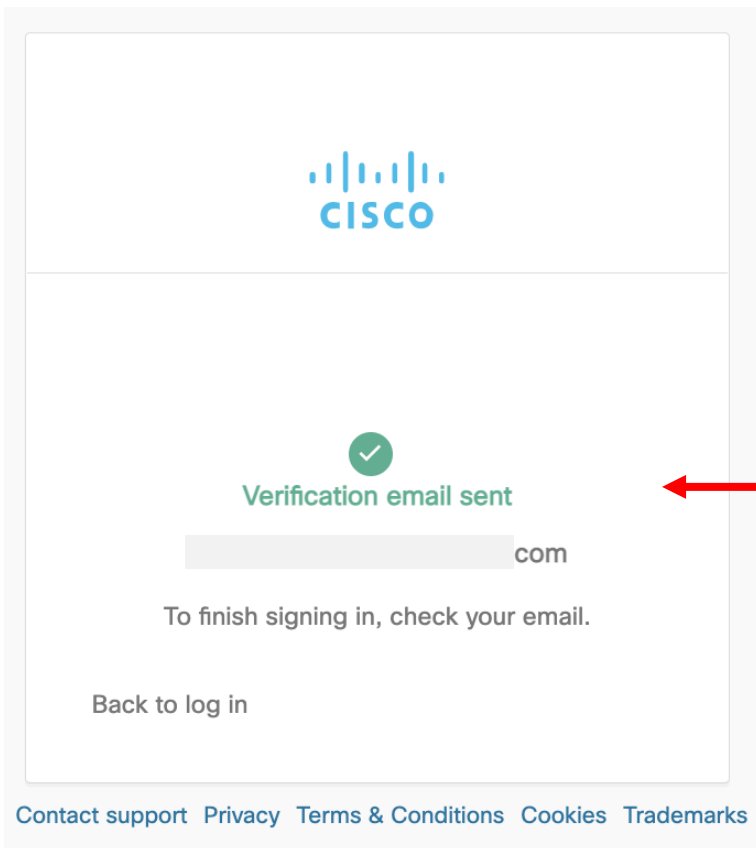 CISCO
Verification email sent
com
To finish signing in, check your email.
Back to log in
Contact support Privacy Terms & Conditions Cookies Trademarks